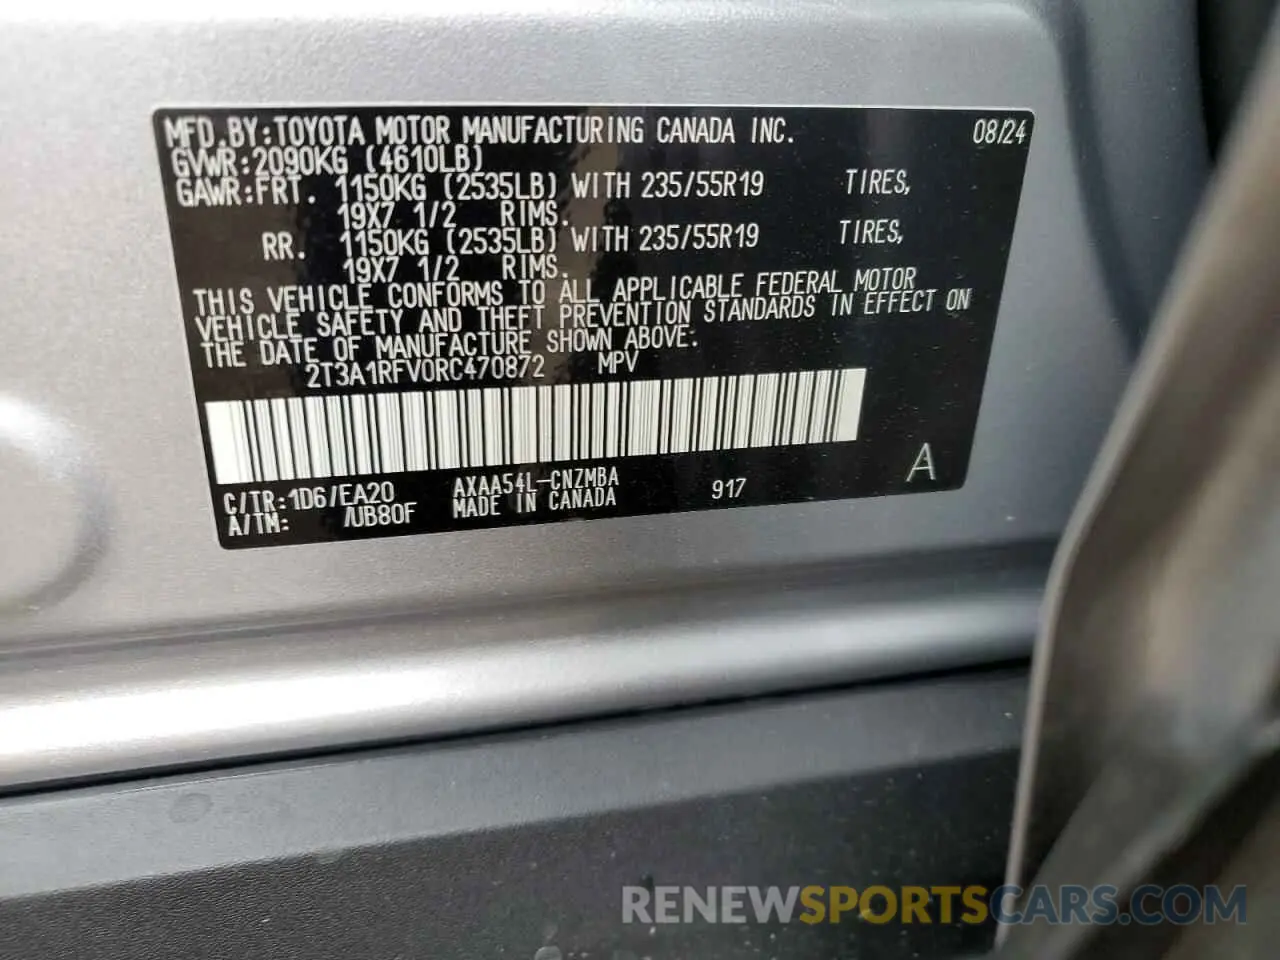 MFD.BY:TOYOTA MOTOR MANUFACTURING CANADA INC. 08/24
GVWR:2090KG (4610LB)
GAWR:FRT. 1150KG (2535LB) WITH 235/55R19 TIRES,
19X7 1/2 RIMS.
RR. 1150KG (2535LB) WITH 235/55R19 TIRES,
19X7 1/2 RIMS.
THIS VEHICLE CONFORMS TO ALL APPLICABLE FEDERAL MOTOR
VEHICLE SAFETY AND THEFT PREVENTION STANDARDS IN EFFECT ON
THE DATE OF MANUFACTURE SHOWN ABOVE:
2T3A1RFV0RC470872 MPV
A
C/TR:1D6/EA20 AXAA54L-CNZMBA 917
A/TM: /UB80F MADE IN CANADA
RENEWSPORTSCARS.COM